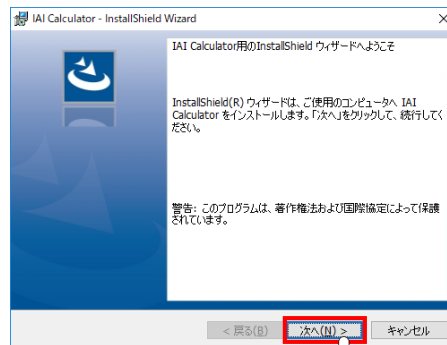 IAI Calculator - InstallShield Wizard
IAI Calculator用のInstallShield ウィザードへようこそ
InstallShield(R) ウィザードは、ご使用のコンピュータへ IAI
Calculator をインストールします。「次へ」をクリックして、続行してく
ださい。
警告: このプログラムは、著作権法および国際協定によって保護
されています。
< 戻る(B)
次へ(N) >
キャンセル